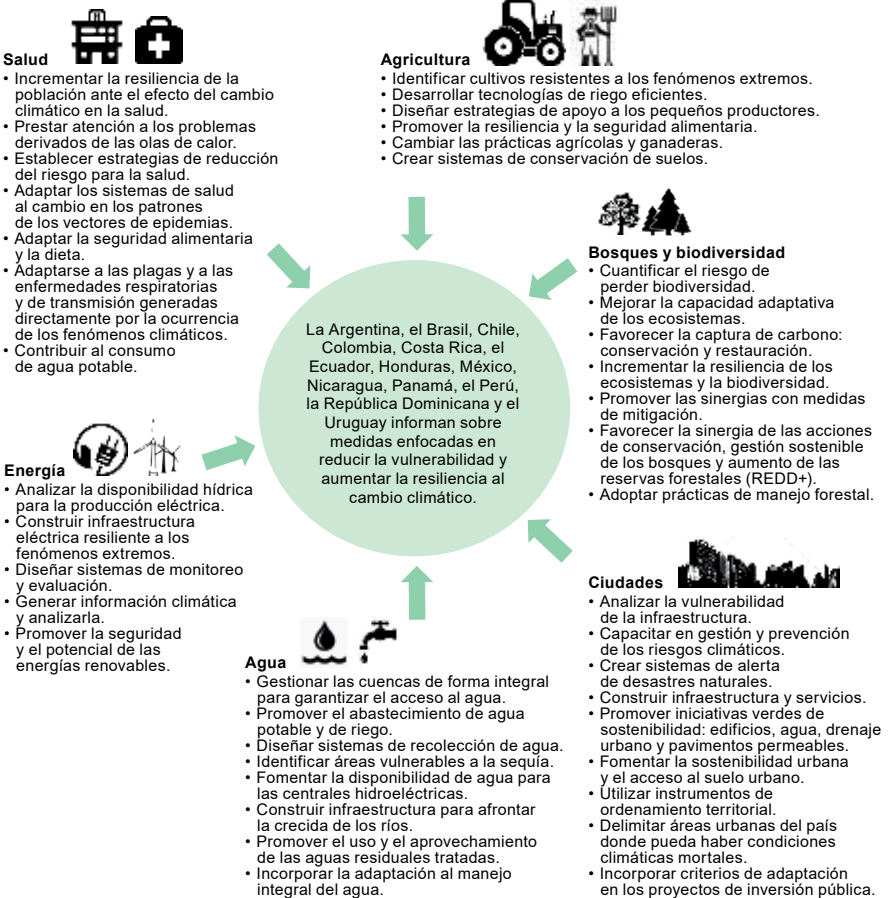 Salud
• Incrementar la resiliencia de la
población ante el efecto del cambio
climático en la salud.
• Prestar atención a los problemas
derivados de las olas de calor.
• Establecer estrategias de reducción
del riesgo para la salud.
• Adaptar los sistemas de salud
al cambio en los patrones
de los vectores de epidemias.
• Adaptar la seguridad alimentaria
y la dieta.
• Adaptarse a las plagas y a las
enfermedades respiratorias
y de transmisión generadas
directamente por la ocurrencia
de los fenómenos climáticos.
• Contribuir al consumo
de agua potable.
Agricultura
• Identificar cultivos resistentes a los fenómenos extremos.
• Desarrollar tecnologías de riego eficientes.
• Diseñar estrategias de apoyo a los pequeños productores.
• Promover la resiliencia y la seguridad alimentaria.
• Cambiar las prácticas agrícolas y ganaderas.
• Crear sistemas de conservación de suelos.
Bosques y biodiversidad
• Cuantificar el riesgo de
perder biodiversidad.
• Mejorar la capacidad adaptativa
de los ecosistemas.
• Favorecer la captura de carbono:
conservación y restauración.
• Incrementar la resiliencia de los
ecosistemas y la biodiversidad.
• Promover las sinergias con medidas
de mitigación.
• Favorecer la sinergia de las acciones
de conservación, gestión sostenible
de los bosques y aumento de las
reservas forestales (REDD+).
• Adoptar prácticas de manejo forestal.
La Argentina, el Brasil, Chile,
Colombia, Costa Rica, el
Ecuador, Honduras, México,
Nicaragua, Panamá, el Perú,
la República Dominicana y el
Uruguay informan sobre
medidas enfocadas en
reducir la vulnerabilidad y
aumentar la resiliencia al
cambio climático.
Energía
• Analizar la disponibilidad hídrica
para la producción eléctrica.
• Construir infraestructura
eléctrica resiliente a los
fenómenos extremos.
• Diseñar sistemas de monitoreo
y evaluación.
• Generar información climática
y analizarla.
• Promover la seguridad
y el potencial de las
energías renovables.
Agua
• Gestionar las cuencas de forma integral
para garantizar el acceso al agua.
• Promover el abastecimiento de agua
potable y de riego.
• Diseñar sistemas de recolección de agua.
• Identificar áreas vulnerables a la sequía.
• Fomentar la disponibilidad de agua para
las centrales hidroeléctricas.
• Construir infraestructura para afrontar
la crecida de los ríos.
• Promover el uso y el aprovechamiento
de las aguas residuales tratadas.
• Incorporar la adaptación al manejo
integral del agua.
Ciudades
• Analizar la vulnerabilidad
de la infraestructura.
• Capacitar en gestión y prevención
de los riesgos climáticos.
• Crear sistemas de alerta
de desastres naturales.
• Construir infraestructura y servicios.
• Promover iniciativas verdes de
sostenibilidad: edificios, agua, drenaje
urbano y pavimentos permeables.
• Fomentar la sostenibilidad urbana
y el acceso al suelo urbano.
• Utilizar instrumentos de
ordenamiento territorial.
• Delimitar áreas urbanas del país
donde pueda haber condiciones
climáticas mortales.
• Incorporar criterios de adaptación
en los proyectos de inversión pública.